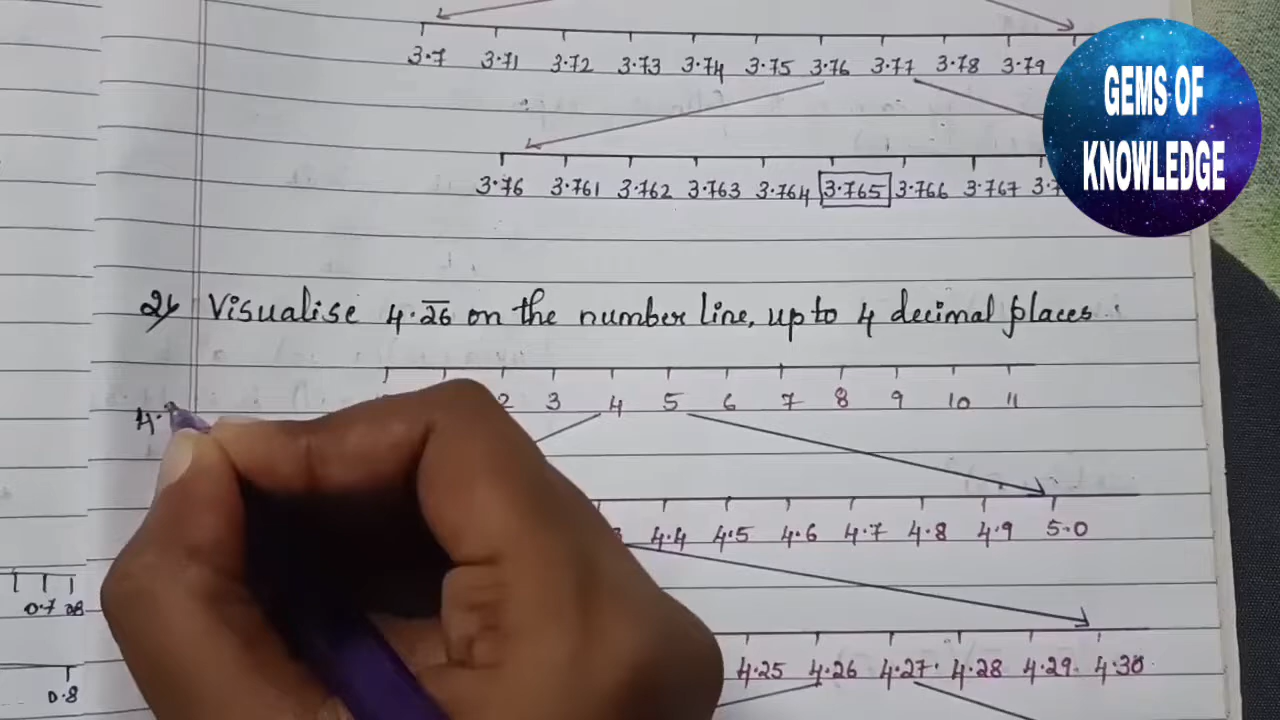 3.7 3.71 3.72 3.73 3.74 3.75 3.76 3.77 3.78 3.79
GEMS OF
KNOWLEDGE
3.76 3.761 3.762 3.763 3.764 3.765 3.766 3.767
2) Visualise 4.2̅6̅ on the number line, up to 4 decimal places.
2 3 4 5 6 7 8 9 10 11
4.
4.4 4.5 4.6 4.7 4.8 4.9 5.0
0.7 0.8
4.25 4.26 4.27 4.28 4.29 4.30
0.8